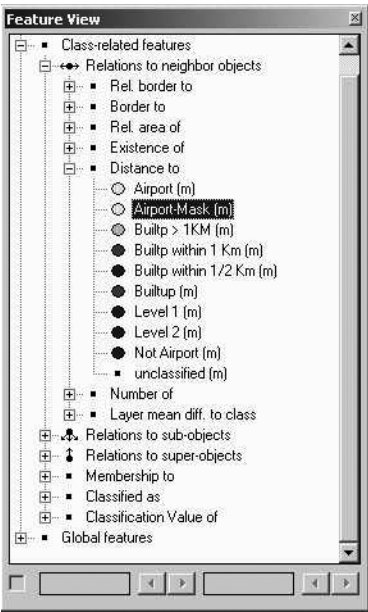 Feature View
Class-related features
Relations to neighbor objects
Rel. border to
Border to
Rel. area of
Existence of
Distance to
Airport (m)
Airport-Mask (m)
Builtp > 1KM (m)
Builtp within 1 Km (m)
Builtp within 1/2 Km (m)
Builtup (m)
Level 1 (m)
Level 2 (m)
Not Airport (m)
unclassified (m)
Number of
Layer mean diff. to class
Relations to sub-objects
Relations to super-objects
Membership to
Classified as
Classification Value of
Global features